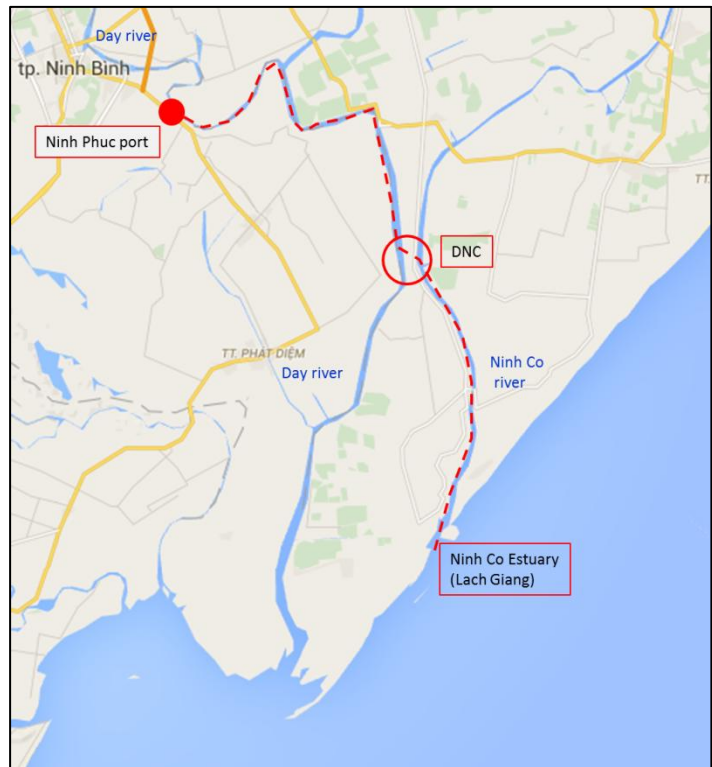 Day river
tp. Ninh Bình
Ninh Phuc port
DNC
TT.
TT. PHÁT DIỆM
Day river
Ninh Co
river
Ninh Co Estuary
(Lach Giang)